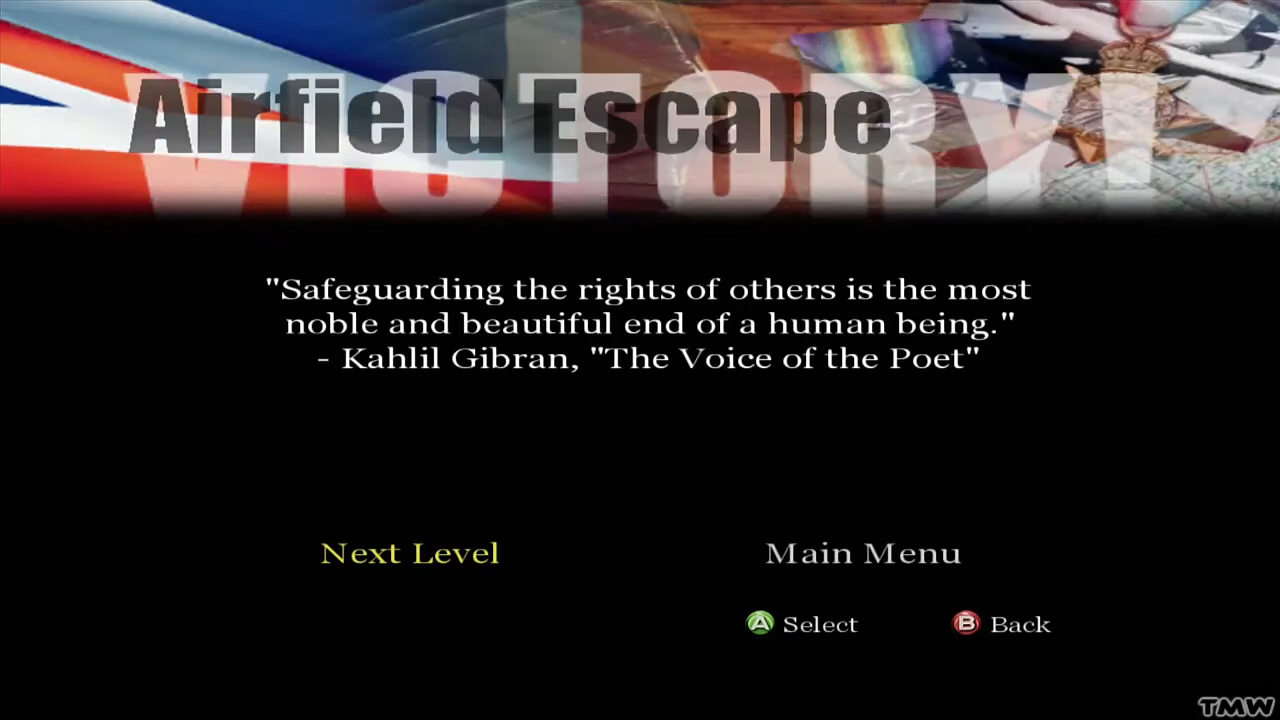 VICTORY!
Airfield Escape
"Safeguarding the rights of others is the most
noble and beautiful end of a human being."
- Kahlil Gibran, "The Voice of the Poet"
Next Level
Main Menu
A Select
B Back
TMW